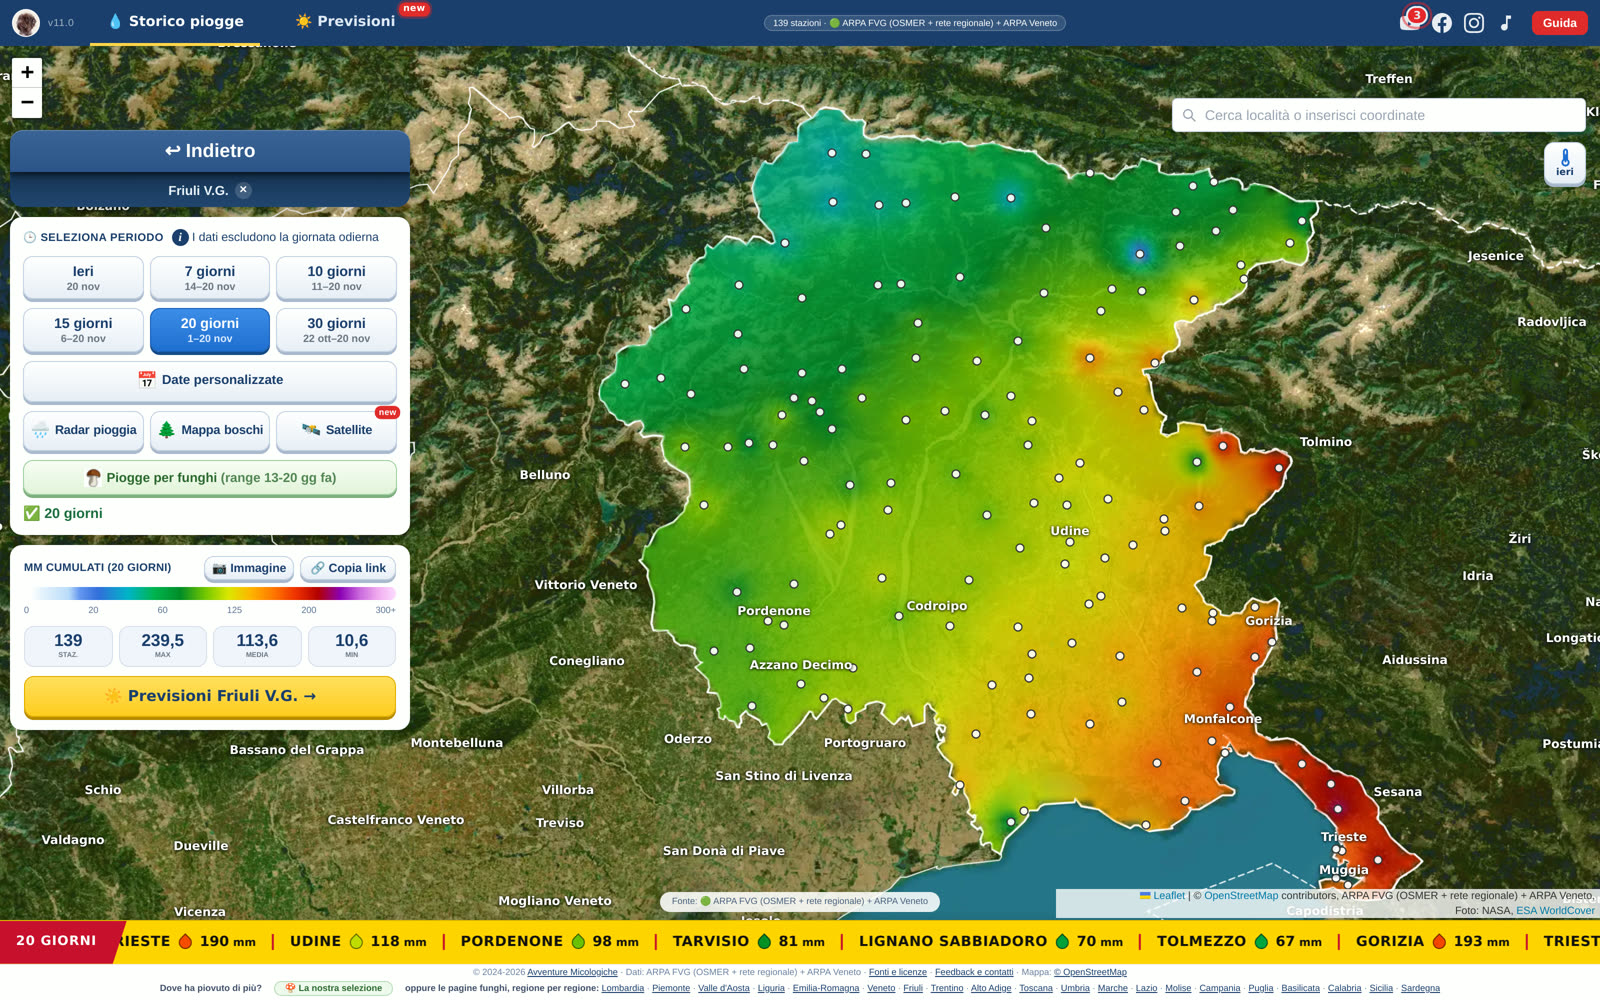 v11.0
💧 Storico piogge
☀️ Previsioni
new
139 stazioni · 🟢 ARPA FVG (OSMER + rete regionale) + ARPA Veneto
3
Guida
+
−
Cerca località o inserisci coordinate
ieri
↩ Indietro
Friuli V.G. ✕
SELEZIONA PERIODO i I dati escludono la giornata odierna
Ieri
20 nov
7 giorni
14–20 nov
10 giorni
11–20 nov
15 giorni
6–20 nov
20 giorni
1–20 nov
30 giorni
22 ott–20 nov
Date personalizzate
Radar pioggia
Mappa boschi
Satellite
new
Piogge per funghi (range 13-20 gg fa)
✅ 20 giorni
MM CUMULATI (20 GIORNI)
Immagine
Copia link
0 20 60 125 200 300+
139
STAZ.
239,5
MAX
113,6
MEDIA
10,6
MIN
Previsioni Friuli V.G. →
Treffen
Jesenice
Radovljica
Bolzano
Tolmino
Belluno
Udine
Žiri
Idria
Vittorio Veneto
Pordenone
Codroipo
Gorizia
Conegliano
Azzano Decimo
Aidussina
Monfalcone
Oderzo
Portogruaro
Bassano del Grappa
Montebelluna
San Stino di Livenza
Schio
Villorba
Sesana
Castelfranco Veneto
Treviso
Valdagno
Dueville
San Donà di Piave
Trieste
Muggia
Mogliano Veneto
Vicenza
Capodistria
Fonte: 🟢 ARPA FVG (OSMER + rete regionale) + ARPA Veneto
Leaflet | © OpenStreetMap contributors, ARPA FVG (OSMER + rete regionale) + ARPA Veneto,
Foto: NASA, ESA WorldCover
20 GIORNI
RIESTE 190 mm | UDINE 118 mm | PORDENONE 98 mm | TARVISIO 81 mm | LIGNANO SABBIADORO 70 mm | TOLMEZZO 67 mm | GORIZIA 193 mm | TRIEST
© 2024-2026 Avventure Micologiche · Dati: ARPA FVG (OSMER + rete regionale) + ARPA Veneto · Fonti e licenze · Feedback e contatti · Mappa: © OpenStreetMap
Dove ha piovuto di più? La nostra selezione oppure le pagine funghi, regione per regione: Lombardia · Piemonte · Valle d'Aosta · Liguria · Emilia-Romagna · Veneto · Friuli · Trentino · Alto Adige · Toscana · Umbria · Marche · Lazio · Molise · Campania · Puglia · Basilicata · Calabria · Sicilia · Sardegna